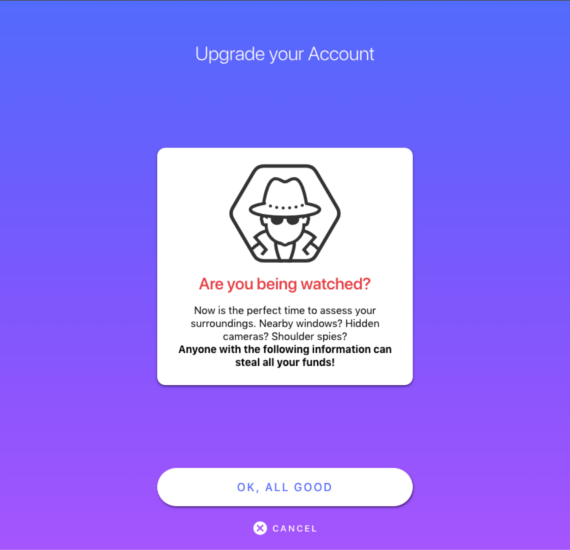 Upgrade your Account
Are you being watched?
Now is the perfect time to assess your
surroundings. Nearby windows? Hidden
cameras? Shoulder spies?
Anyone with the following information can
steal all your funds!
OK, ALL GOOD
CANCEL